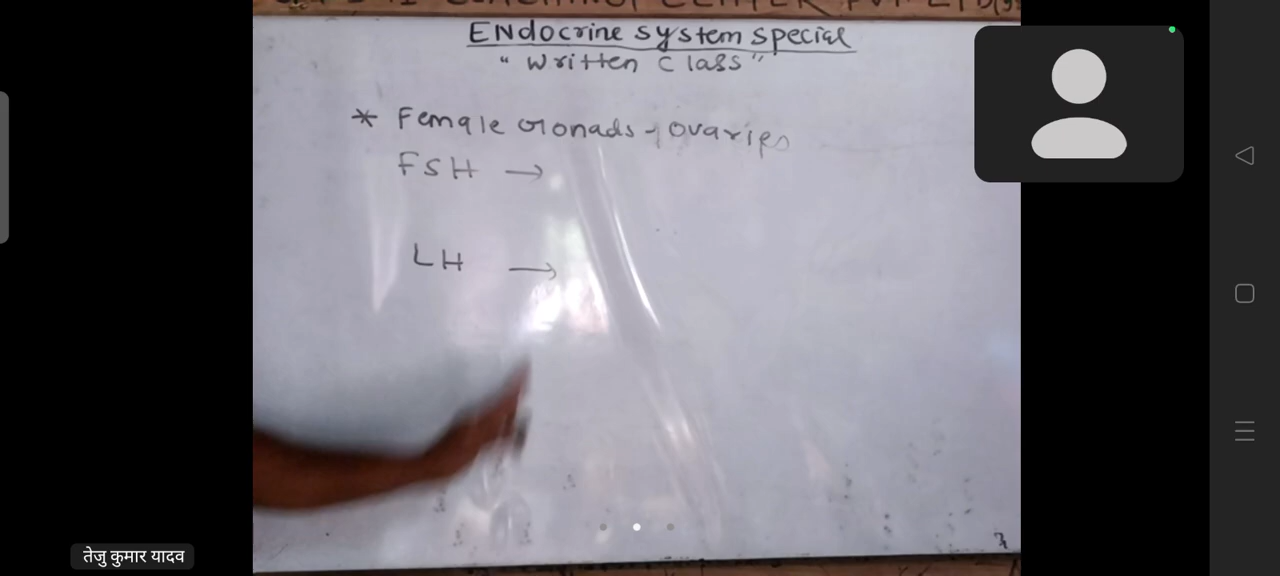 Endocrine system special
"Written Class"
* Female Gonads → ovaries
FSH →
LH →
तेजु कुमार यादव